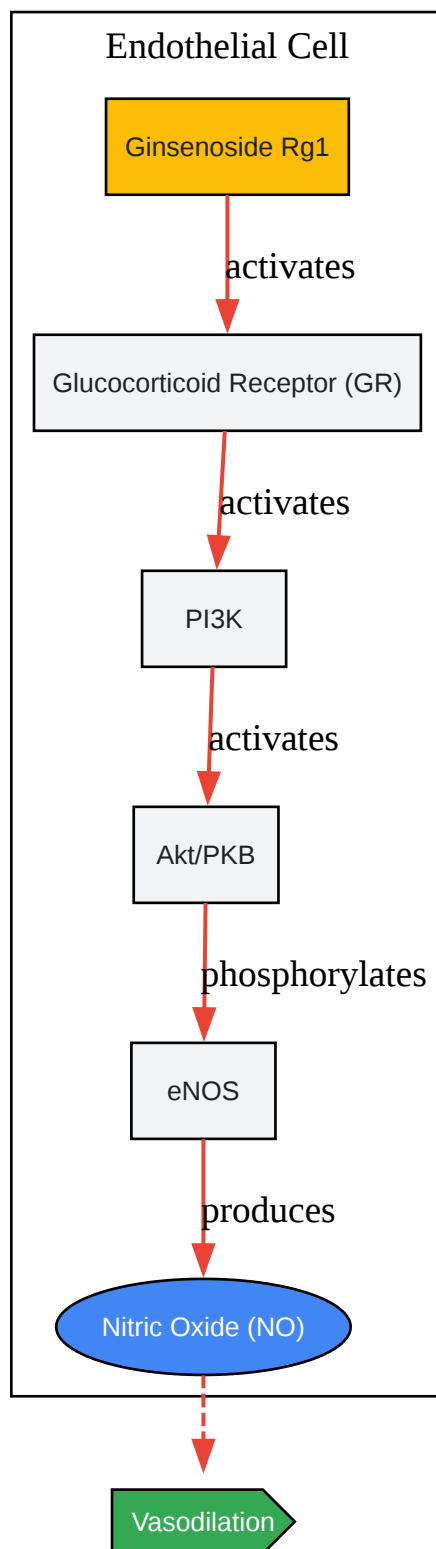 Endothelial Cell
Ginsenoside Rg1
activates
Glucocorticoid Receptor (GR)
activates
PI3K
activates
Akt/PKB
phosphorylates
eNOS
produces
Nitric Oxide (NO)
Vasodilation